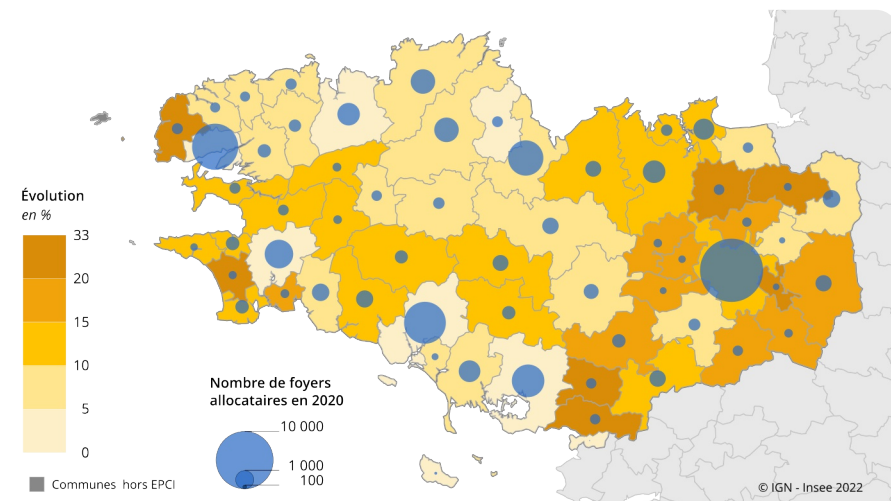 Évolution
en %
33
20
15
10
5
0
Communes hors EPCI
Nombre de foyers
allocataires en 2020
10 000
1 000
100
© IGN - Insee 2022